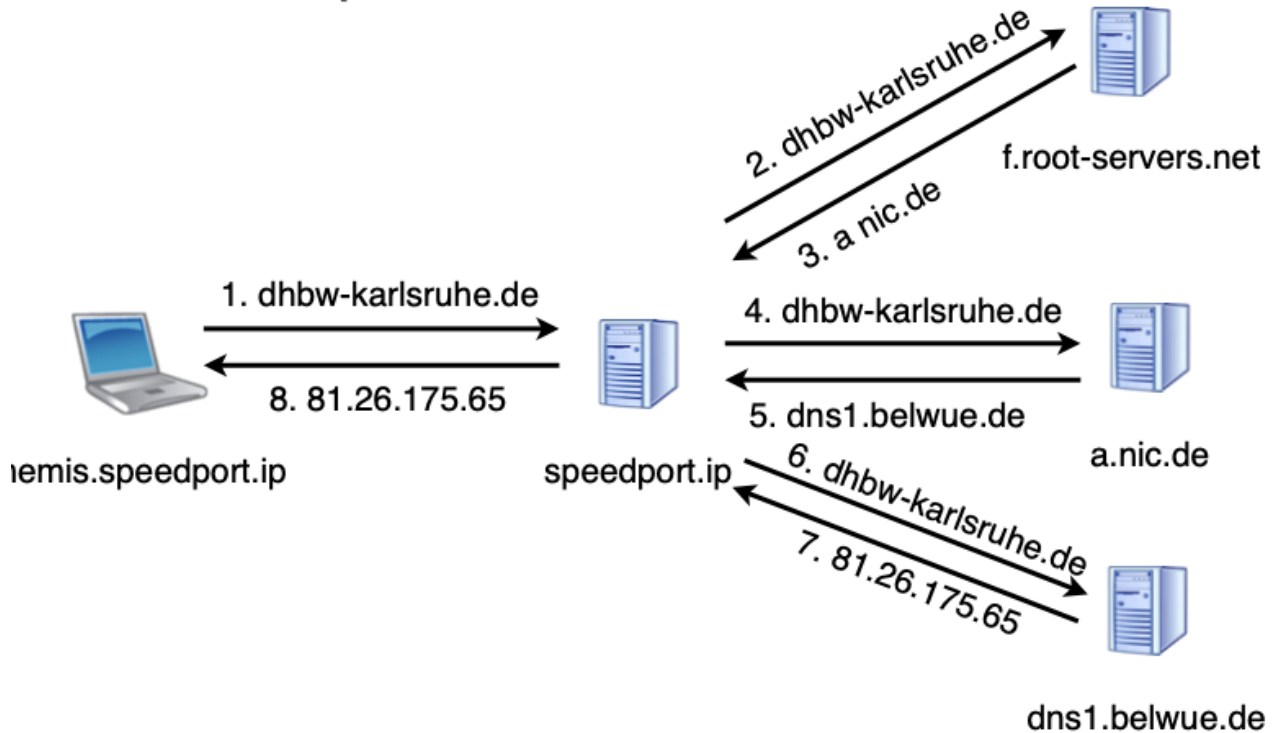 2. dhbw-karlsruhe.de
f.root-servers.net
3. a nic.de
1. dhbw-karlsruhe.de
4. dhbw-karlsruhe.de
8. 81.26.175.65
5. dns1.belwue.de
speedport.ip
a.nic.de
6. dhbw-karlsruhe.de
7. 81.26.175.65
dns1.belwue.de